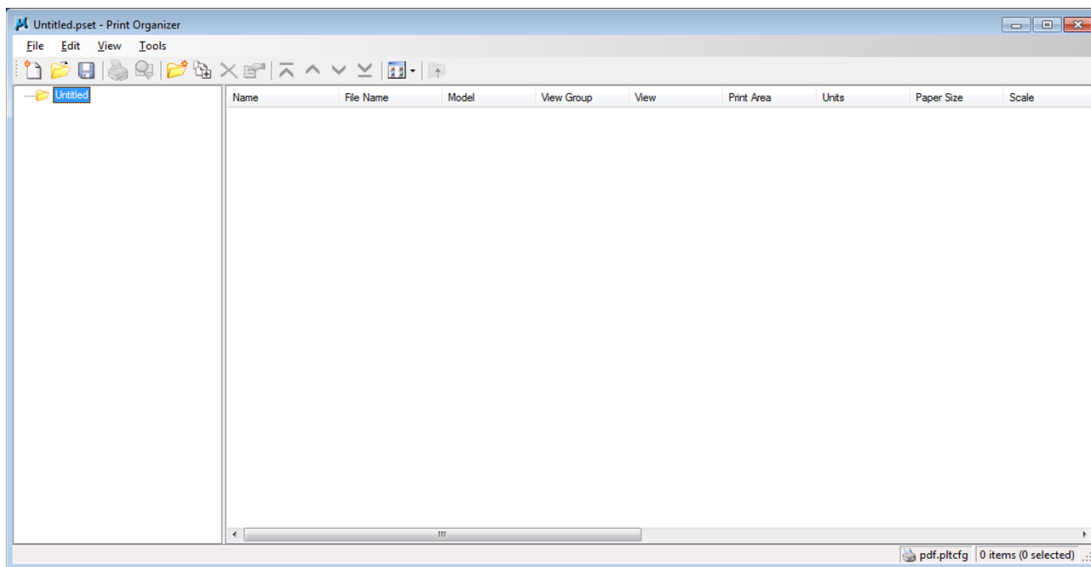 Untitled.pset - Print Organizer
File Edit View Tools
Untitled
Name File Name Model View Group View Print Area Units Paper Size Scale
pdf.pltcfg 0 items (0 selected)